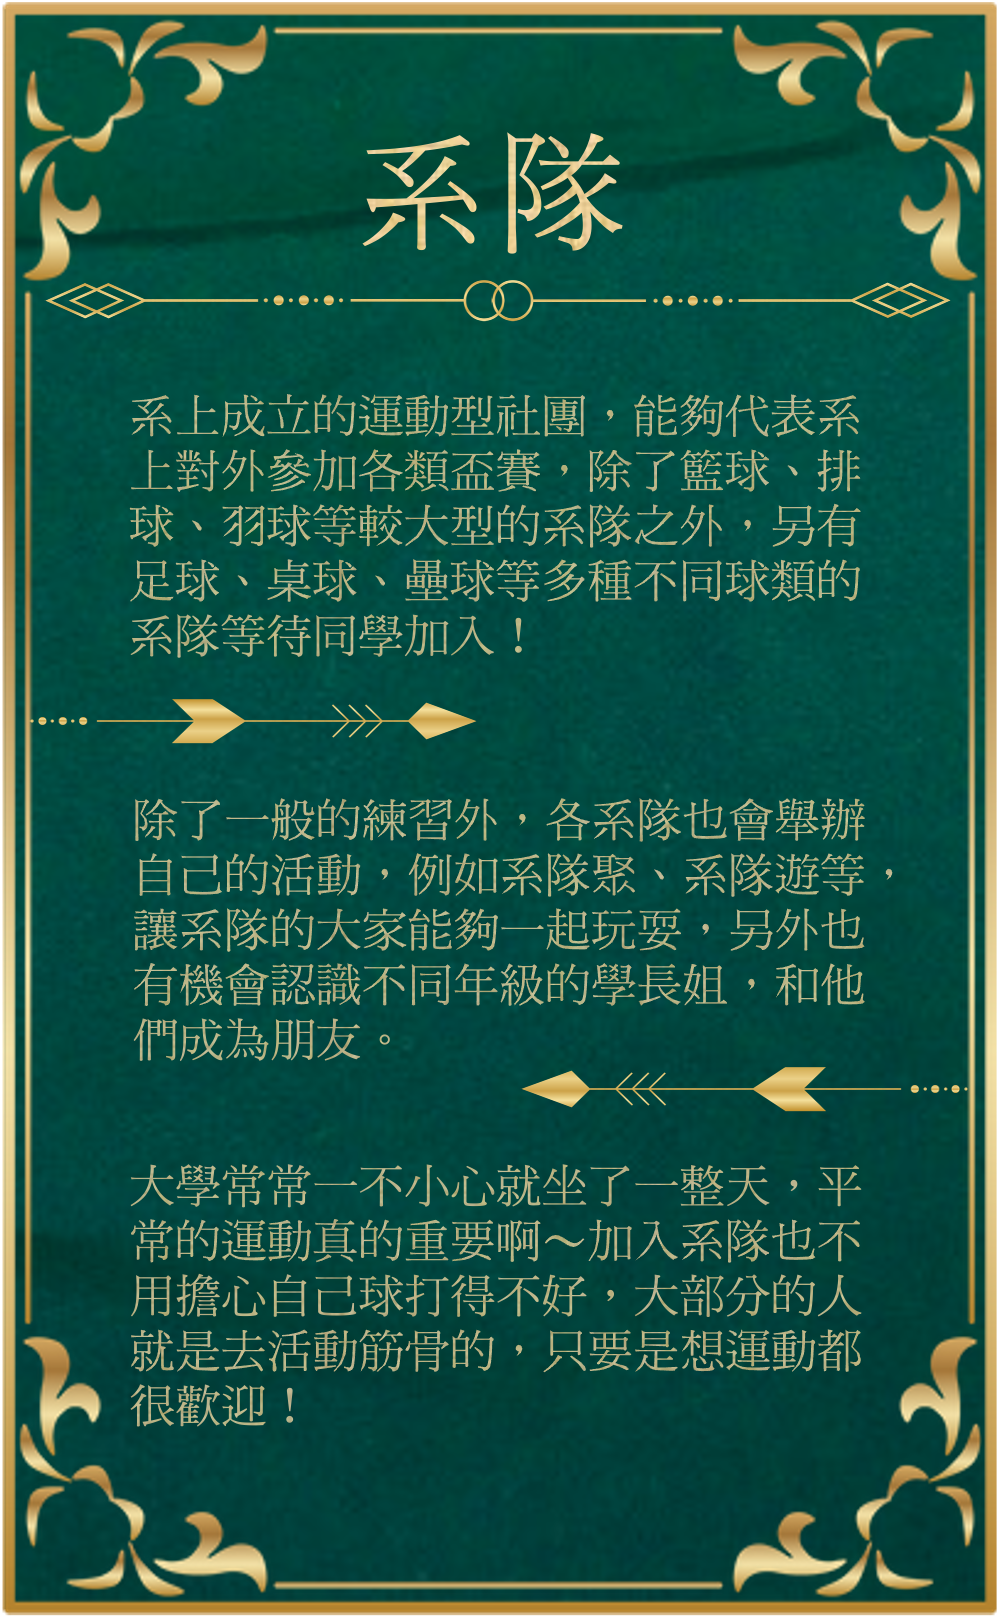 系隊
系上成立的運動型社團，能夠代表系
上對外參加各類盃賽，除了籃球、排
球、羽球等較大型的系隊之外，另有
足球、桌球、壘球等多種不同球類的
系隊等待同學加入！
除了一般的練習外，各系隊也會舉辦
自己的活動，例如系隊聚、系隊遊等，
讓系隊的大家能夠一起玩耍，另外也
有機會認識不同年級的學長姐，和他
們成為朋友。
大學常常一不小心就坐了一整天，平
常的運動真的重要啊～加入系隊也不
用擔心自己球打得不好，大部分的人
就是去活動筋骨的，只要是想運動都
很歡迎！